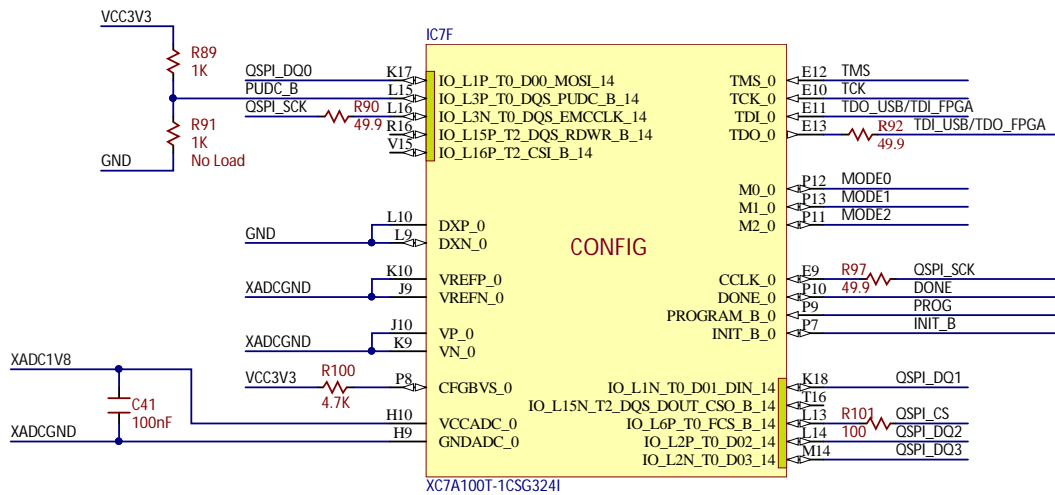 VCC3V3
R89
1K
R91
1K
No Load
GND
IC7F
QSPI_DQ0
K17
IO_L1P_T0_D00_MOSI_14
PUDC_B
L15
IO_L3P_T0_DQS_PUDC_B_14
QSPI_SCK
R90
49.9
L16
IO_L3N_T0_DQS_EMCCLK_14
R16
IO_L15P_T2_DQS_RDWR_B_14
V15
IO_L16P_T2_CSI_B_14
L10
DXP_0
GND
L9
DXN_0
K10
VREFP_0
XADCGND
J9
VREFN_0
J10
VP_0
XADCGND
K9
VN_0
VCC3V3
R100
4.7K
P8
CFGBVS_0
XADC1V8
C41
100nF
XADCGND
H10
VCCADC_0
H9
GNDADC_0
CONFIG
TMS_0
E12
TMS
TCK_0
E10
TCK
TDI_0
E11
TDO_USB/TDI_FPGA
TDO_0
E13
R92
49.9
TDI_USB/TDO_FPGA
M0_0
P12
MODE0
M1_0
P13
MODE1
M2_0
P11
MODE2
CCLK_0
E9
R97
49.9
QSPI_SCK
DONE_0
P10
DONE
PROGRAM_B_0
P9
PROG
INIT_B_0
P7
INIT_B
IO_L1N_T0_D01_DIN_14
K18
QSPI_DQ1
IO_L15N_T2_DQS_DOUT_CSO_B_14
T16
IO_L6P_T0_FCS_B_14
L13
R101
100
QSPI_CS
IO_L2P_T0_D02_14
L14
QSPI_DQ2
IO_L2N_T0_D03_14
M14
QSPI_DQ3
XC7A100T-1CSG324I